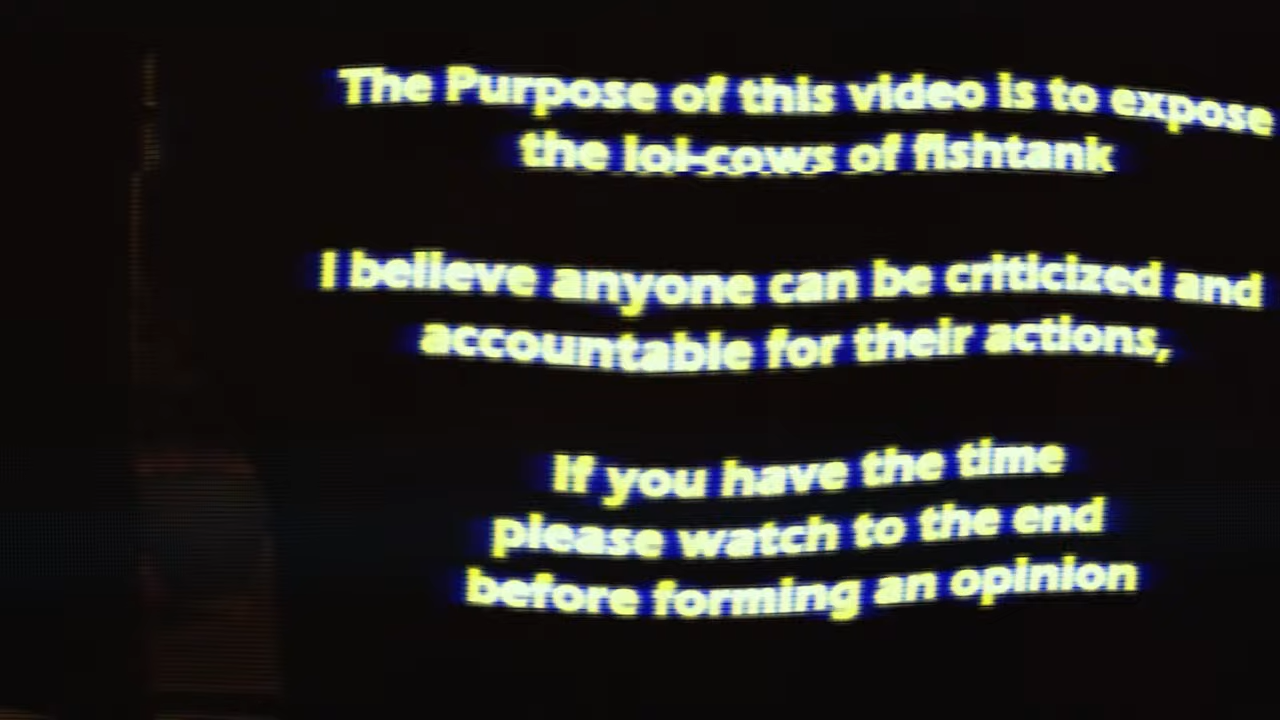 The Purpose of this video is to expose
the lol-cows of fishtank
I believe anyone can be criticized and
accountable for their actions,
If you have the time
please watch to the end
before forming an opinion